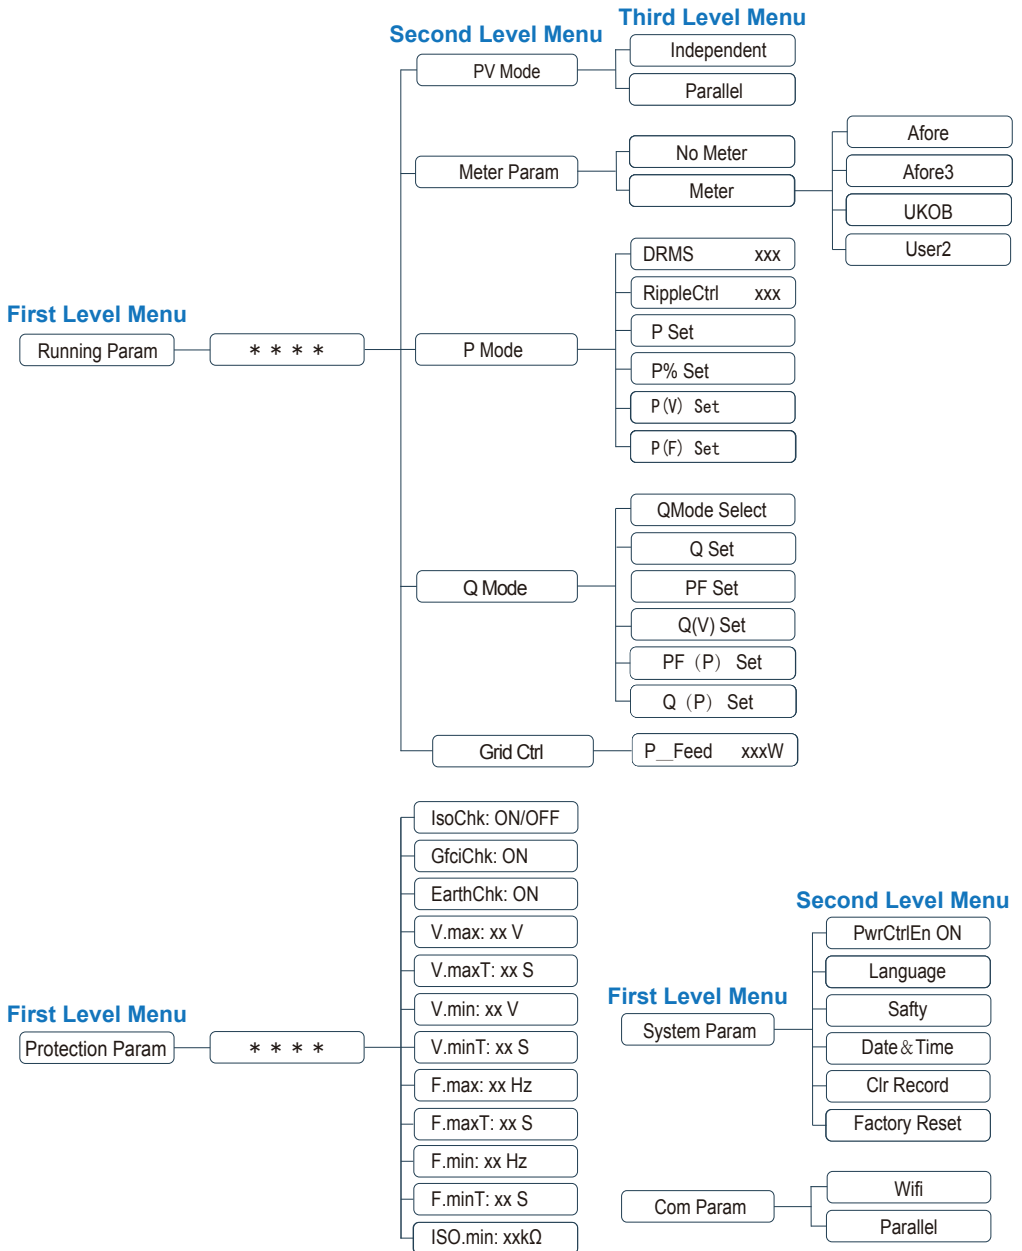 Third Level Menu
Second Level Menu
Independent
PV Mode
Parallel
Afore
No Meter
Meter Param
Afore3
Meter
UKOB
User2
DRMS xxx
RippleCtrl xxx
First Level Menu
P Set
Running Param
* * * *
P Mode
P% Set
P(V) Set
P(F) Set
QMode Select
Q Set
Q Mode
PF Set
Q(V) Set
PF（P） Set
Q（P） Set
Grid Ctrl
P__Feed xxxW
IsoChk: ON/OFF
GfciChk: ON
EarthChk: ON
V.max: xx V
V.maxT: xx S
V.min: xx V
First Level Menu
Protection Param
* * * *
V.minT: xx S
F.max: xx Hz
F.maxT: xx S
F.min: xx Hz
F.minT: xx S
ISO.min: xxkΩ
Second Level Menu
PwrCtrlEn ON
Language
First Level Menu
Safty
System Param
Date&Time
Clr Record
Factory Reset
Wifi
Com Param
Parallel